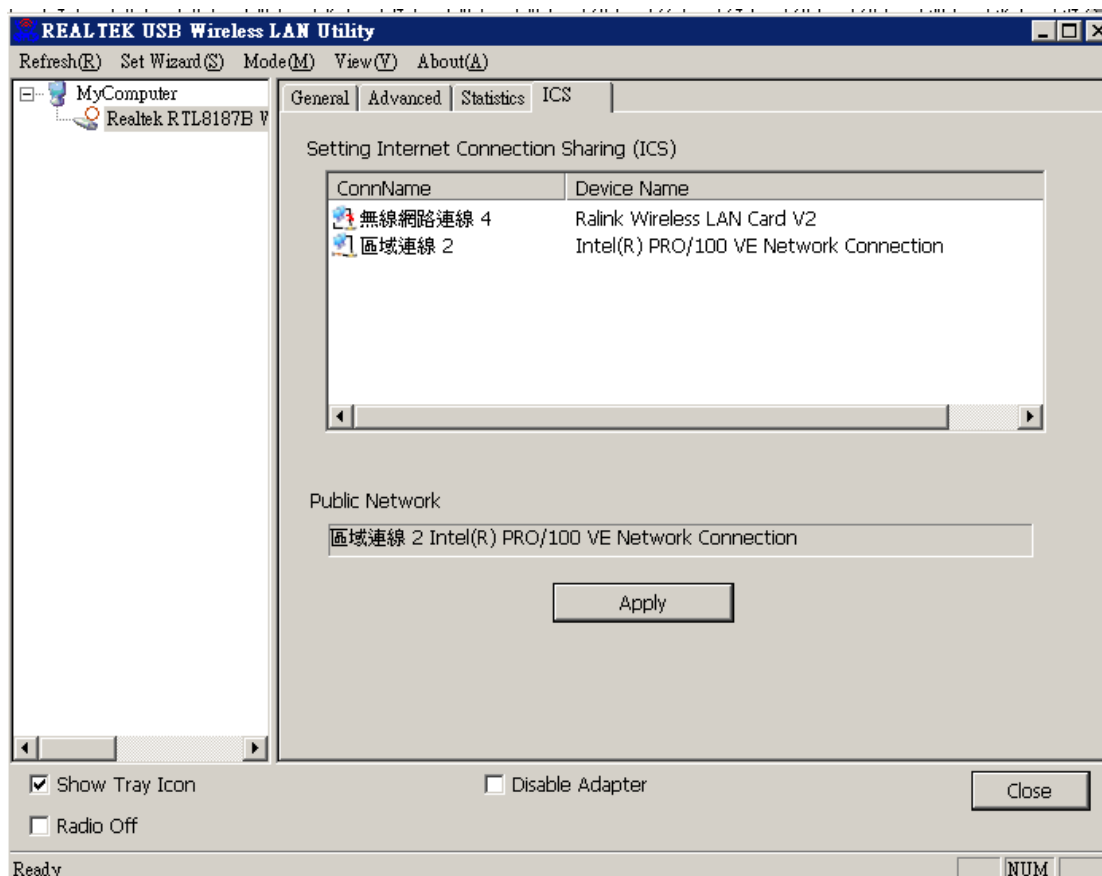 REALTEK USB Wireless LAN Utility
Refresh(R) Set Wizard(S) Mode(M) View(V) About(A)
MyComputer
Realtek RTL8187B W
General Advanced Statistics ICS
Setting Internet Connection Sharing (ICS)
ConnName Device Name
無線網路連線 4 Ralink Wireless LAN Card V2
區域連線 2 Intel(R) PRO/100 VE Network Connection
Public Network
區域連線 2 Intel(R) PRO/100 VE Network Connection
Apply
Show Tray Icon Disable Adapter Close
Radio Off
Ready NUM